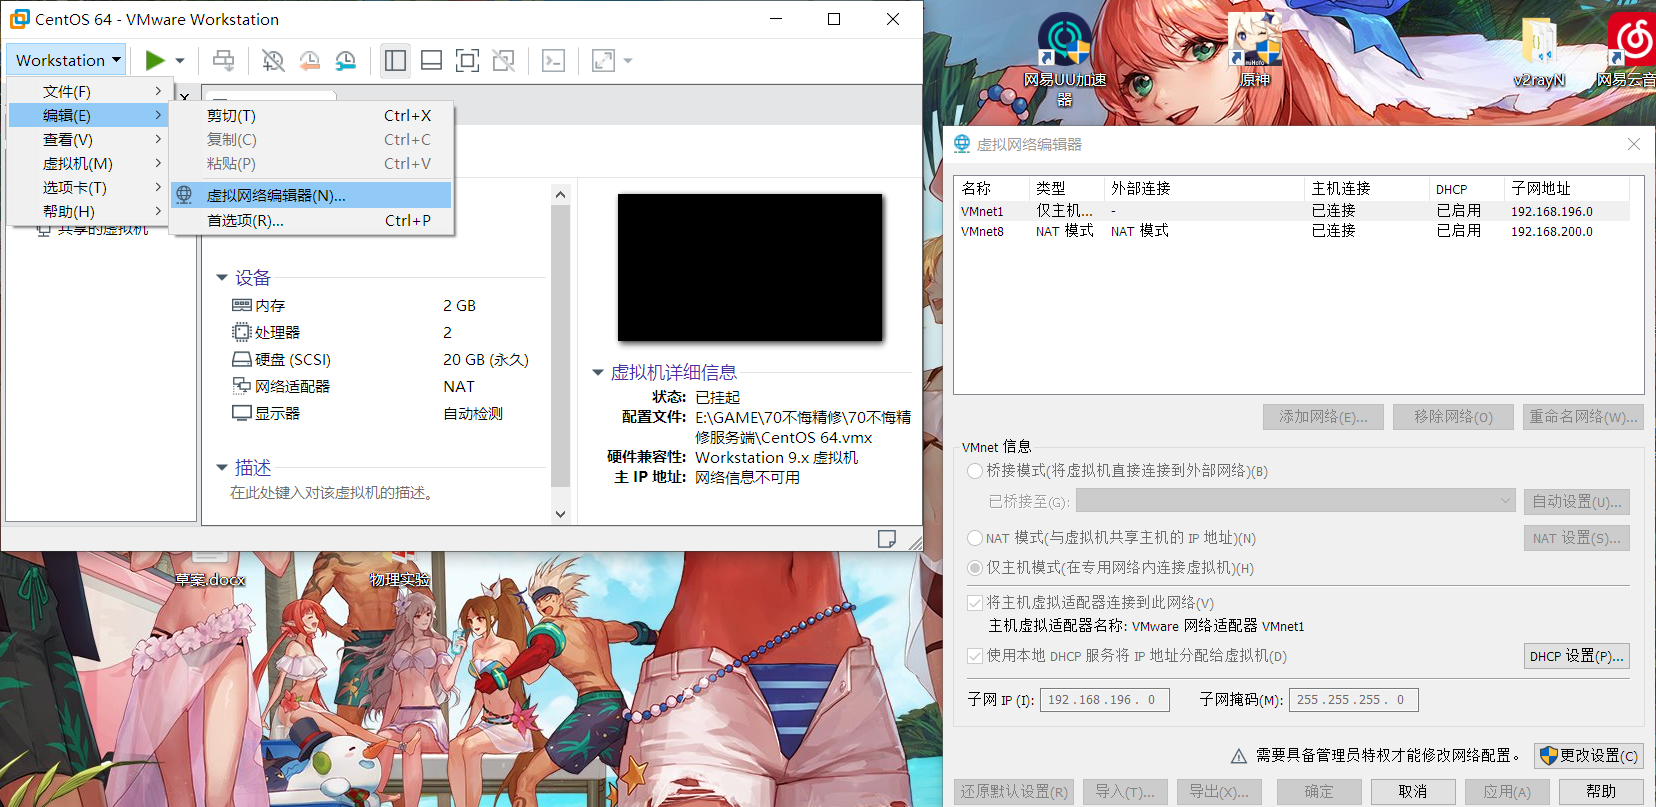 CentOS 64 - VMware Workstation
Workstation
文件(F)
编辑(E)
查看(V)
虚拟机(M)
选项卡(T)
帮助(H)
共享的虚拟机
剪切(T) Ctrl+X
复制(C) Ctrl+C
粘贴(P) Ctrl+V
虚拟网络编辑器(N)...
首选项(R)... Ctrl+P
设备
内存 2 GB
处理器 2
硬盘 (SCSI) 20 GB (永久)
网络适配器 NAT
显示器 自动检测
描述
在此处键入对该虚拟机的描述。
虚拟机详细信息
状态: 已挂起
配置文件: E:\GAME\70不悔精修\70不悔精
修服务端\CentOS 64.vmx
硬件兼容性: Workstation 9.x 虚拟机
主 IP 地址: 网络信息不可用
草案.docx
物理实验
网易UU加速
器
miHoYo
原神
v2rayN
网易云音
虚拟网络编辑器
名称 类型 外部连接 主机连接 DHCP 子网地址
VMnet1 仅主机... - 已连接 已启用 192.168.196.0
VMnet8 NAT 模式 NAT 模式 已连接 已启用 192.168.200.0
添加网络(E)... 移除网络(O) 重命名网络(W)...
VMnet 信息
桥接模式(将虚拟机直接连接到外部网络)(B)
已桥接至(G): 自动设置(U)...
NAT 模式(与虚拟机共享主机的 IP 地址)(N) NAT 设置(S)...
仅主机模式(在专用网络内连接虚拟机)(H)
将主机虚拟适配器连接到此网络(V)
主机虚拟适配器名称: VMware 网络适配器 VMnet1
使用本地 DHCP 服务将 IP 地址分配给虚拟机(D) DHCP 设置(P)...
子网 IP (I): 192.168.196. 0 子网掩码(M): 255.255.255. 0
需要具备管理员特权才能修改网络配置。 更改设置(C)
还原默认设置(R) 导入(T)... 导出(X)... 确定 取消 应用(A) 帮助